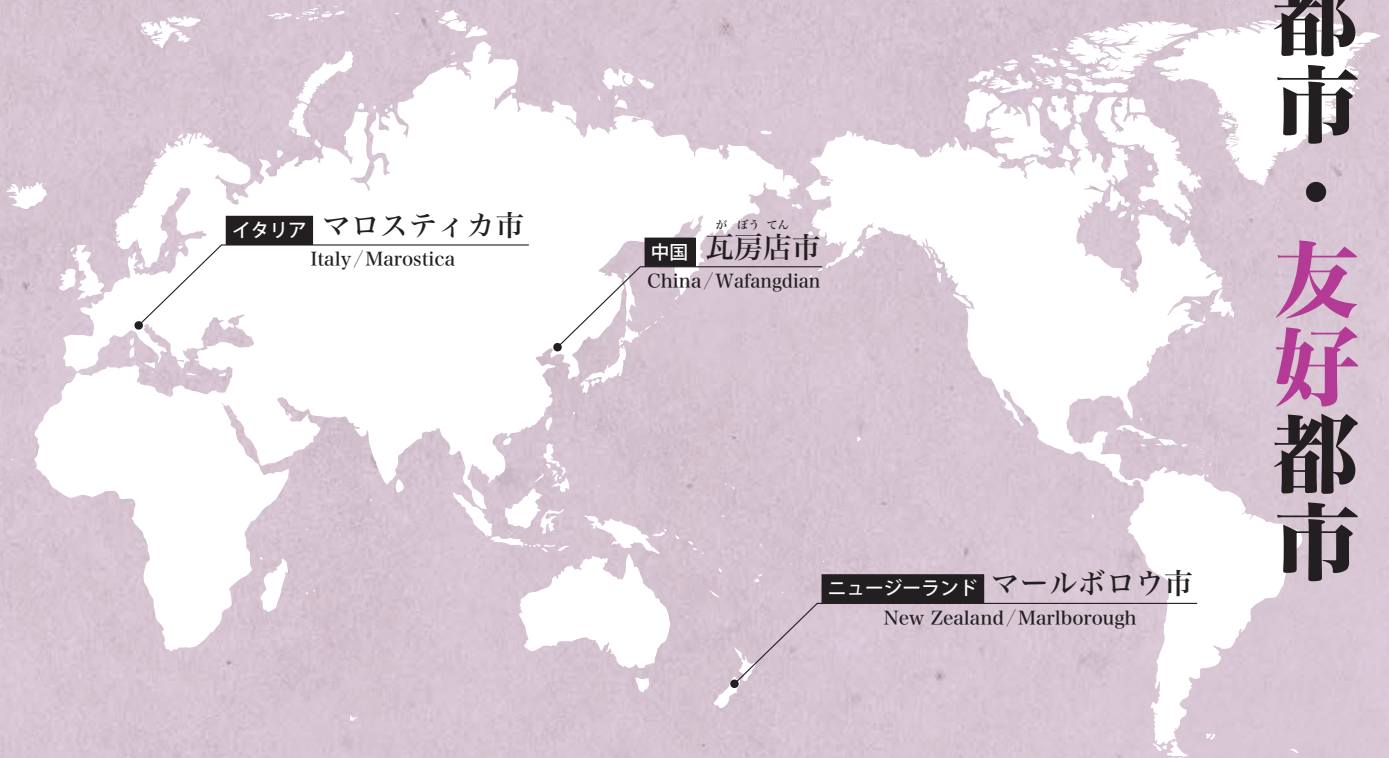 都市・友好都市
イタリア マロスティカ市
Italy/Marostica
がぼうてん
中国 瓦房店市
China/Wafangdian
ニュージーランド マールボロウ市
New Zealand/Marlborough